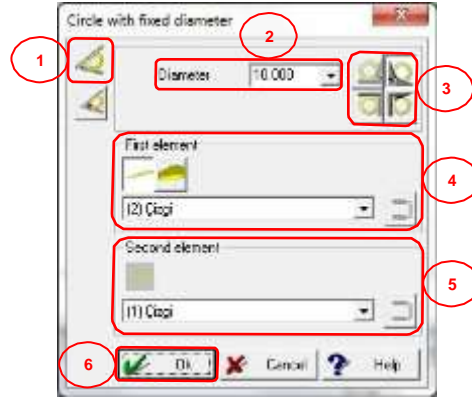 Circle with fixed diameter
1
2
Diameter 10.000
3
First element
(2) Çizgi
4
Second element
(1) Çizgi
5
6
Ok Cancel Help